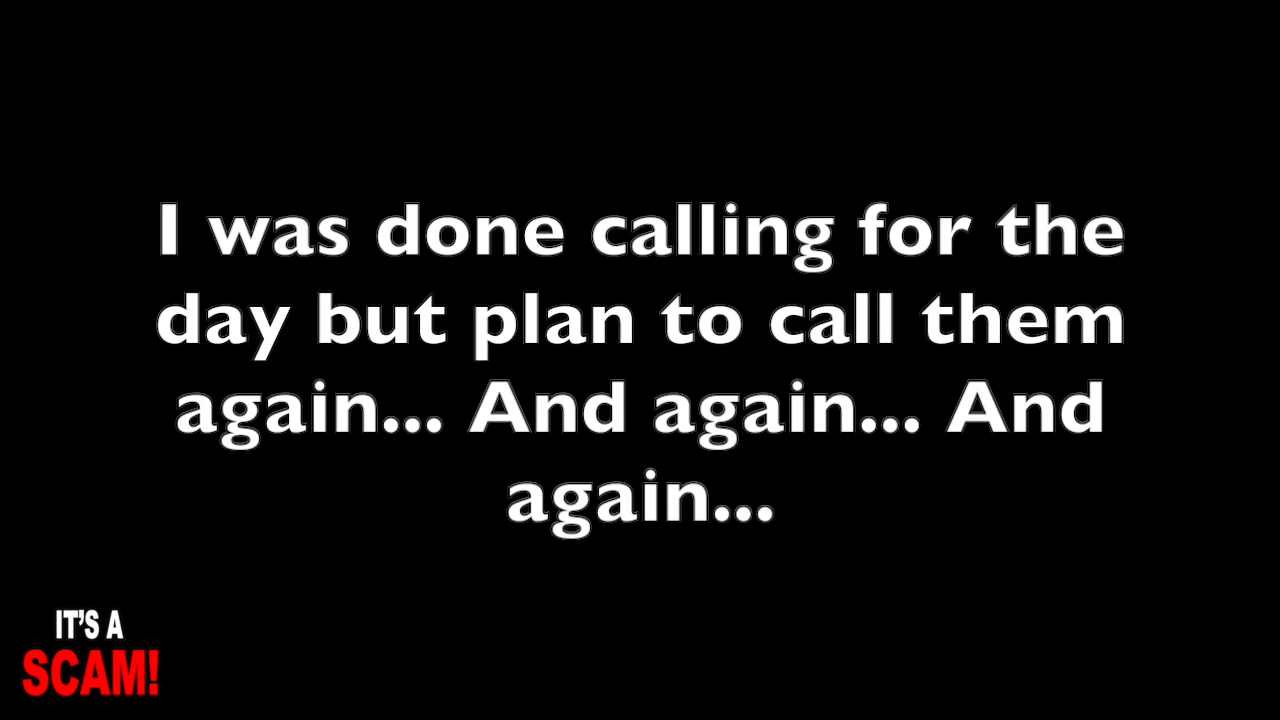 I was done calling for the
day but plan to call them
again... And again... And
again...
IT'S A
SCAM!